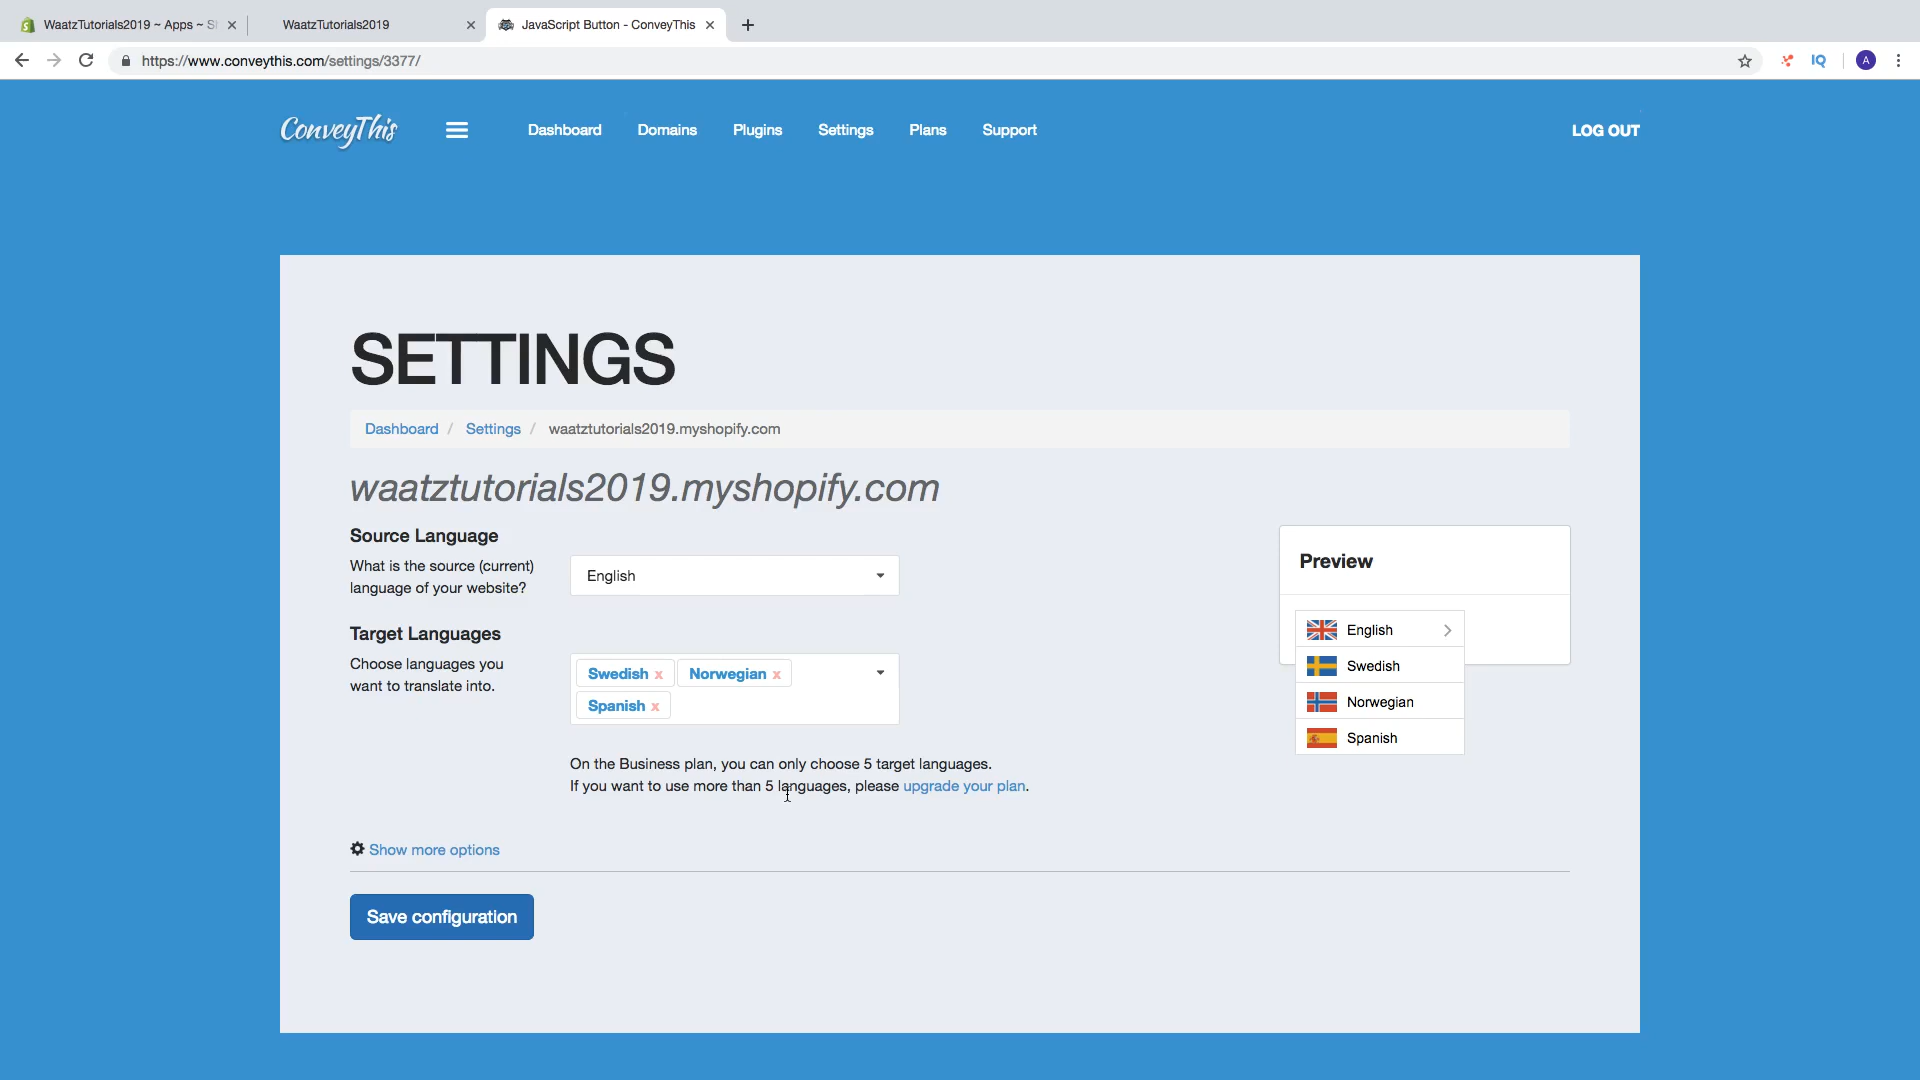 WaatzTutorials2019 ~ Apps ~ S
WaatzTutorials2019
JavaScript Button - ConveyThis
https://www.conveythis.com/settings/3377/
IQ
A
ConveyThis
Dashboard
Domains
Plugins
Settings
Plans
Support
LOG OUT
SETTINGS
Dashboard / Settings / waatztutorials2019.myshopify.com
waatztutorials2019.myshopify.com
Source Language
What is the source (current)
language of your website?
English
Target Languages
Choose languages you
want to translate into.
Swedish x
Norwegian x
Spanish x
On the Business plan, you can only choose 5 target languages.
If you want to use more than 5 languages, please upgrade your plan.
Preview
English
Swedish
Norwegian
Spanish
Show more options
Save configuration